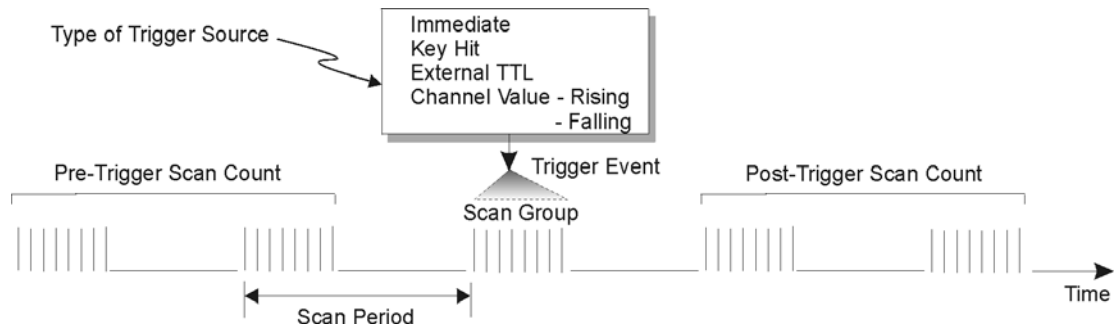 Type of Trigger Source
Immediate
Key Hit
External TTL
Channel Value - Rising
- Falling
Pre-Trigger Scan Count
Trigger Event
Post-Trigger Scan Count
Scan Group
Time
Scan Period